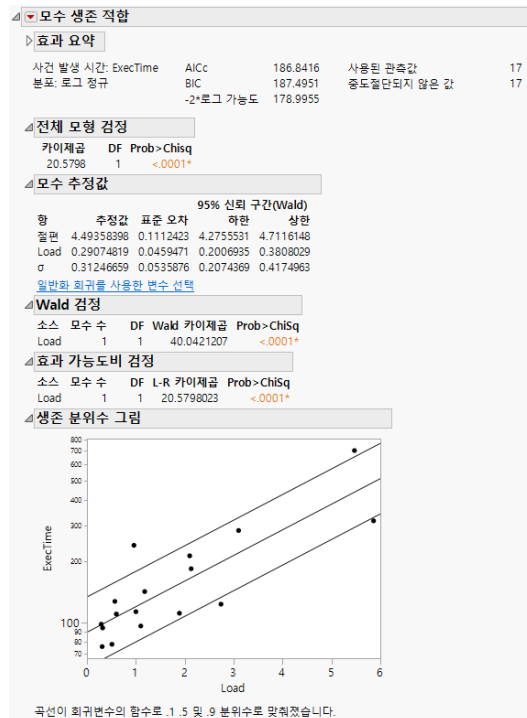 모수 생존 적합
효과 요약
사건 발생 시간: ExecTime AICc 186.8416 사용된 관측값 17
분포: 로그 정규 BIC 187.4951 중도절단되지 않은 값 17
-2*로그 가능도 178.9955
전체 모형 검정
카이제곱 DF Prob>Chisq
20.5798 1 <.0001*
모수 추정값
95% 신뢰 구간(Wald)
항 추정값 표준 오차 하한 상한
절편 4.49358398 0.1112423 4.2755531 4.7116148
Load 0.29074819 0.0459471 0.2006935 0.3808029
σ 0.31246659 0.0535876 0.2074369 0.4174963
일반화 회귀를 사용한 변수 선택
Wald 검정
소스 모수 수 DF Wald 카이제곱 Prob>ChiSq
Load 1 1 40.0421207 <.0001*
효과 가능도비 검정
소스 모수 수 DF L-R 카이제곱 Prob>ChiSq
Load 1 1 20.5798023 <.0001*
생존 분위수 그림
800
700
600
500
400
300
200
100
90
80
70
ExecTime
0 1 2 3 4 5 6
Load
곡선이 회귀변수의 함수로 .1 .5 및 .9 분위수로 맞춰졌습니다.